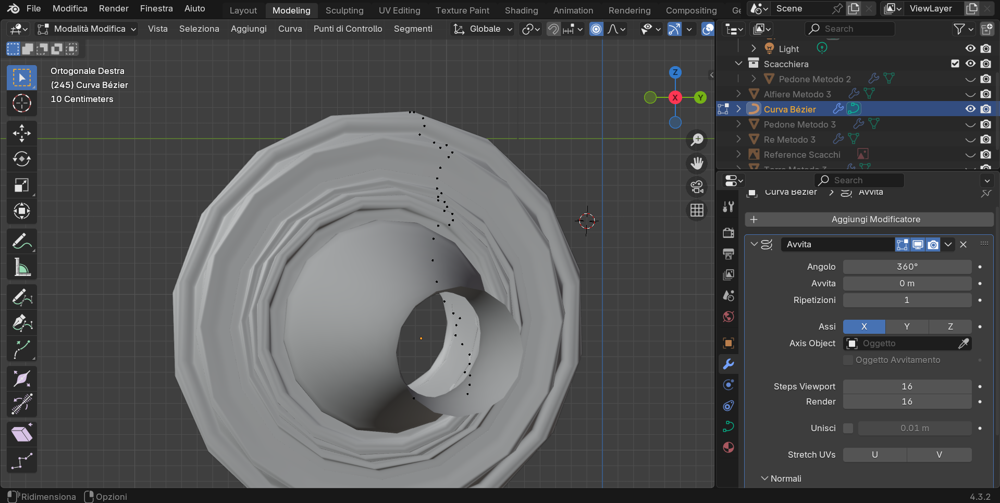 File Modifica Render Finestra Aiuto Layout Modeling Sculpting UV Editing Texture Paint Shading Animation Rendering Compositing Ge Scene ViewLayer
Modalità Modifica Vista Seleziona Aggiungi Curva Punti di Controllo Segmenti Globale Search
Ortogonale Destra
(245) Curva Bézier
10 Centimeters
Z
X
Y
Light
Scacchiera
Pedone Metodo 2
Alfiere Metodo 3
Curva Bézier
Pedone Metodo 3
Re Metodo 3
Reference Scacchi
Torre Metodo 3
Search
Curva Bézier > Avvita
Aggiungi Modificatore
Avvita
Angolo 360°
Avvita 0 m
Ripetizioni 1
Assi X Y Z
Axis Object Oggetto
Oggetto Avvitamento
Steps Viewport 16
Render 16
Unisci 0.01 m
Stretch UVs U V
Normali
Ridimensiona Opzioni 4.3.2